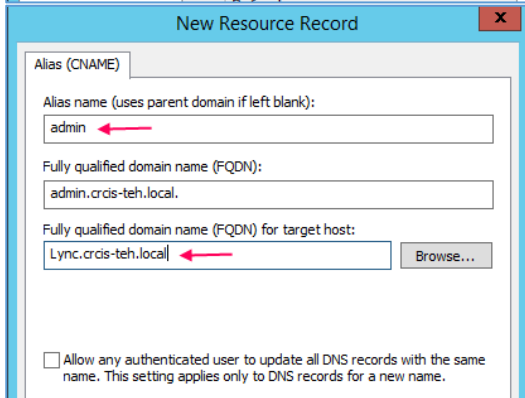 New Resource Record
x
Alias (CNAME)
Alias name (uses parent domain if left blank):
admin
Fully qualified domain name (FQDN):
admin.crcis-teh.local.
Fully qualified domain name (FQDN) for target host:
Lync.crcis-teh.local
Browse...
Allow any authenticated user to update all DNS records with the same
name. This setting applies only to DNS records for a new name.